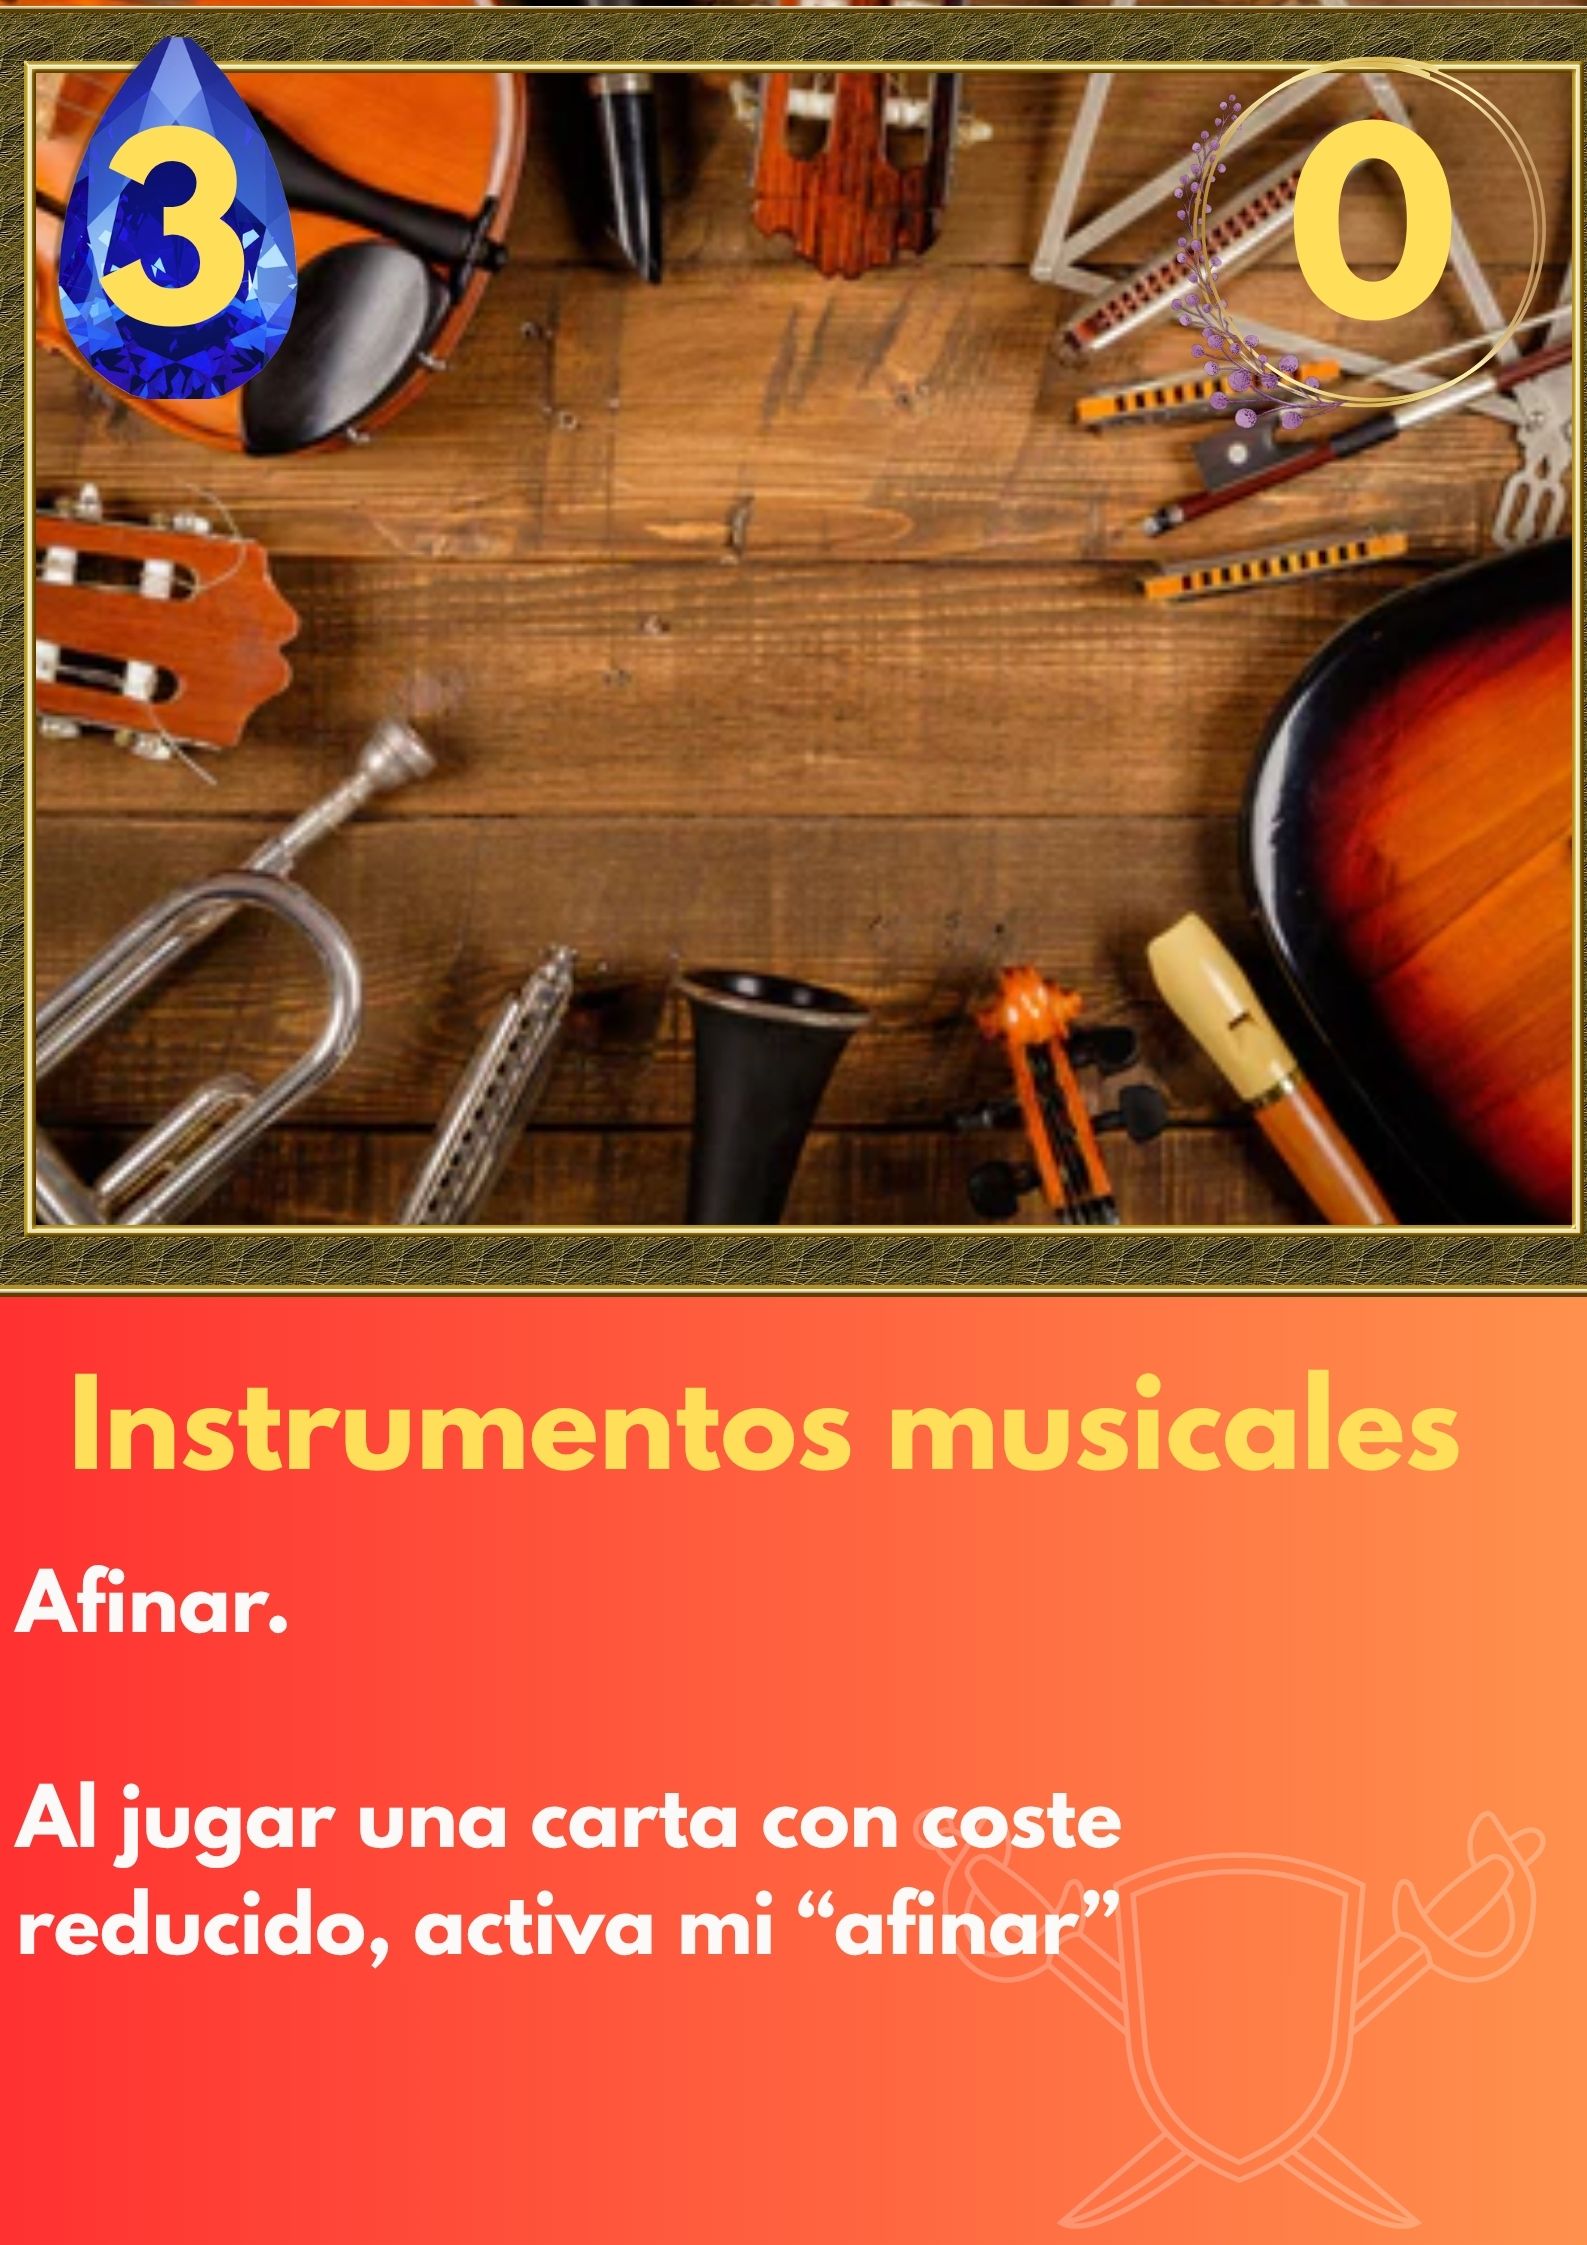 3
0
Instrumentos musicales
Afinar.
Al jugar una carta con coste
reducido, activa mi “afinar”